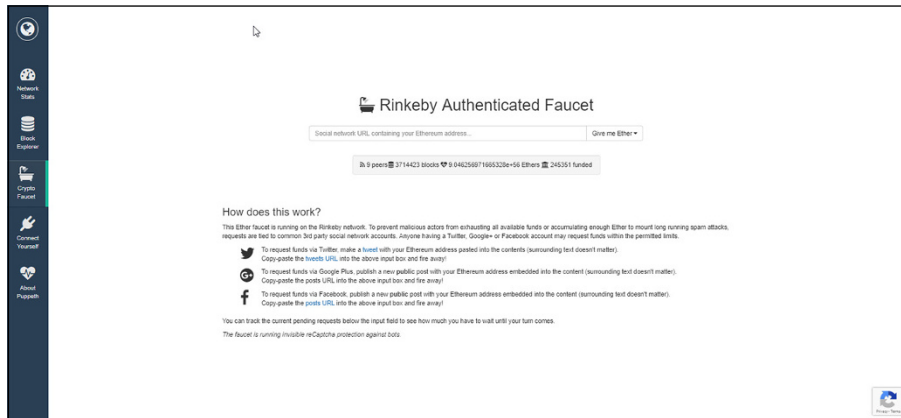 Network
Stats
Block
Explorer
Crypto
Faucet
Connect
Yourself
About
Puppeth
Rinkeby Authenticated Faucet
Social network URL containing your Ethereum address...
Give me Ether
9 peers 3714423 blocks 9.046256971665328e+56 Ethers 245351 funded
How does this work?
This Ether faucet is running on the Rinkeby network. To prevent malicious actors from exhausting all available funds or accumulating enough Ether to mount long running spam attacks,
requests are tied to common 3rd party social network accounts. Anyone having a Twitter, Google+ or Facebook account may request funds within the permitted limits.
To request funds via Twitter, make a tweet with your Ethereum address pasted into the contents (surrounding text doesn't matter).
Copy-paste the tweets URL into the above input box and fire away!
G+
To request funds via Google Plus, publish a new public post with your Ethereum address embedded into the content (surrounding text doesn't matter).
Copy-paste the posts URL into the above input box and fire away!
f
To request funds via Facebook, publish a new public post with your Ethereum address embedded into the content (surrounding text doesn't matter).
Copy-paste the posts URL into the above input box and fire away!
You can track the current pending requests below the input field to see how much you have to wait until your turn comes.
The faucet is running invisible reCaptcha protection against bots.